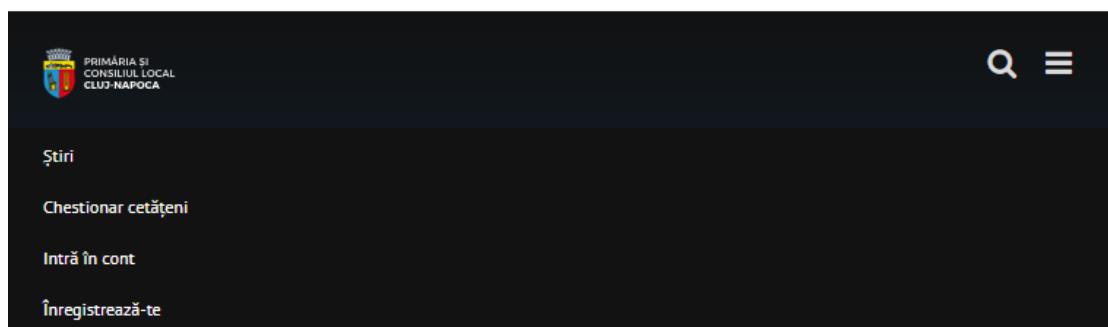 PRIMĂRIA ȘI
CONSILIUL LOCAL
CLUJ-NAPOCA
Știri
Chestionar cetățeni
Intră în cont
Înregistrează-te